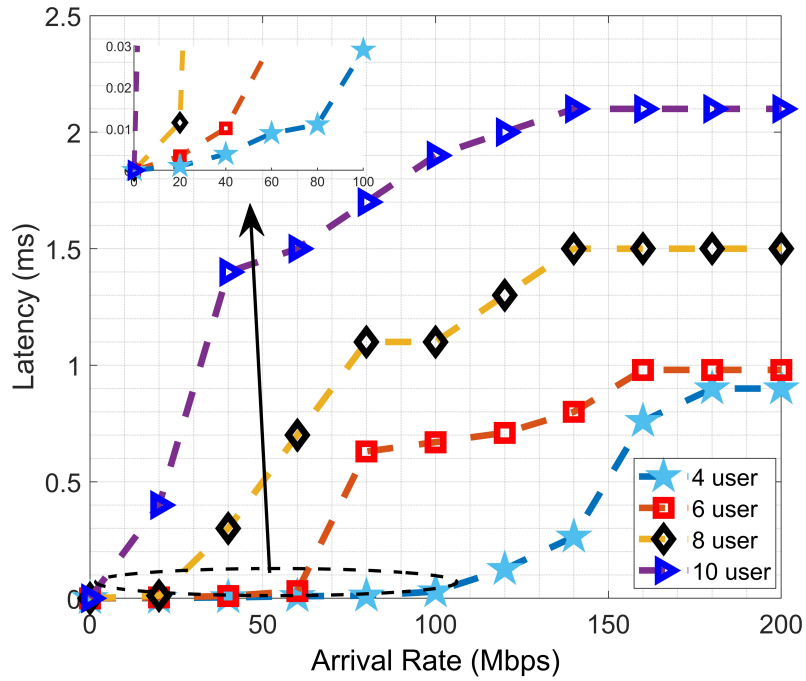 2.5
2
1.5
1
0.5
0
Latency (ms)
0.03
0.02
0.01
0
0 20 40 60 80 100
4 user
6 user
8 user
10 user
0 50 100 150 200
Arrival Rate (Mbps)